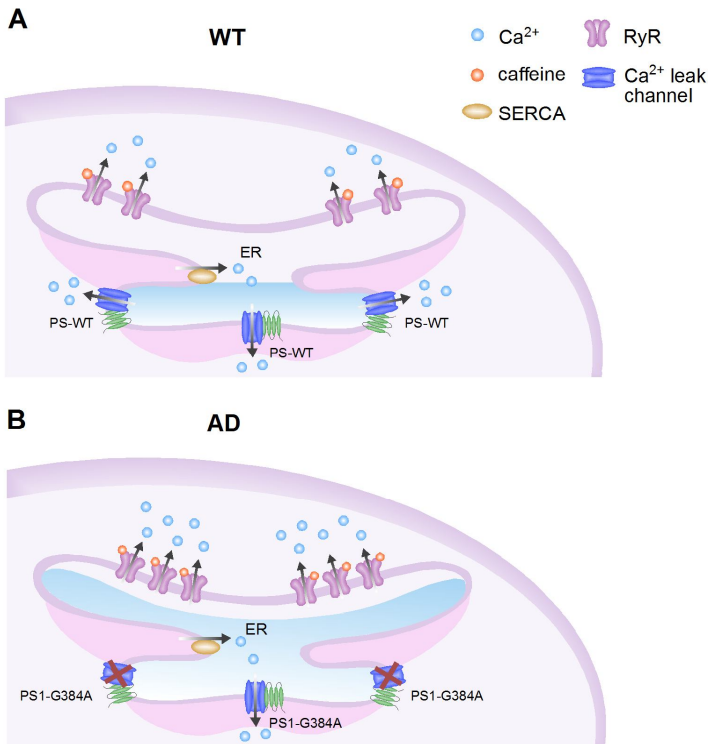 A
WT
Ca²⁺
RyR
caffeine
Ca²⁺ leak
channel
SERCA
ER
PS-WT
PS-WT
PS-WT
B
AD
ER
PS1-G384A
PS1-G384A
PS1-G384A